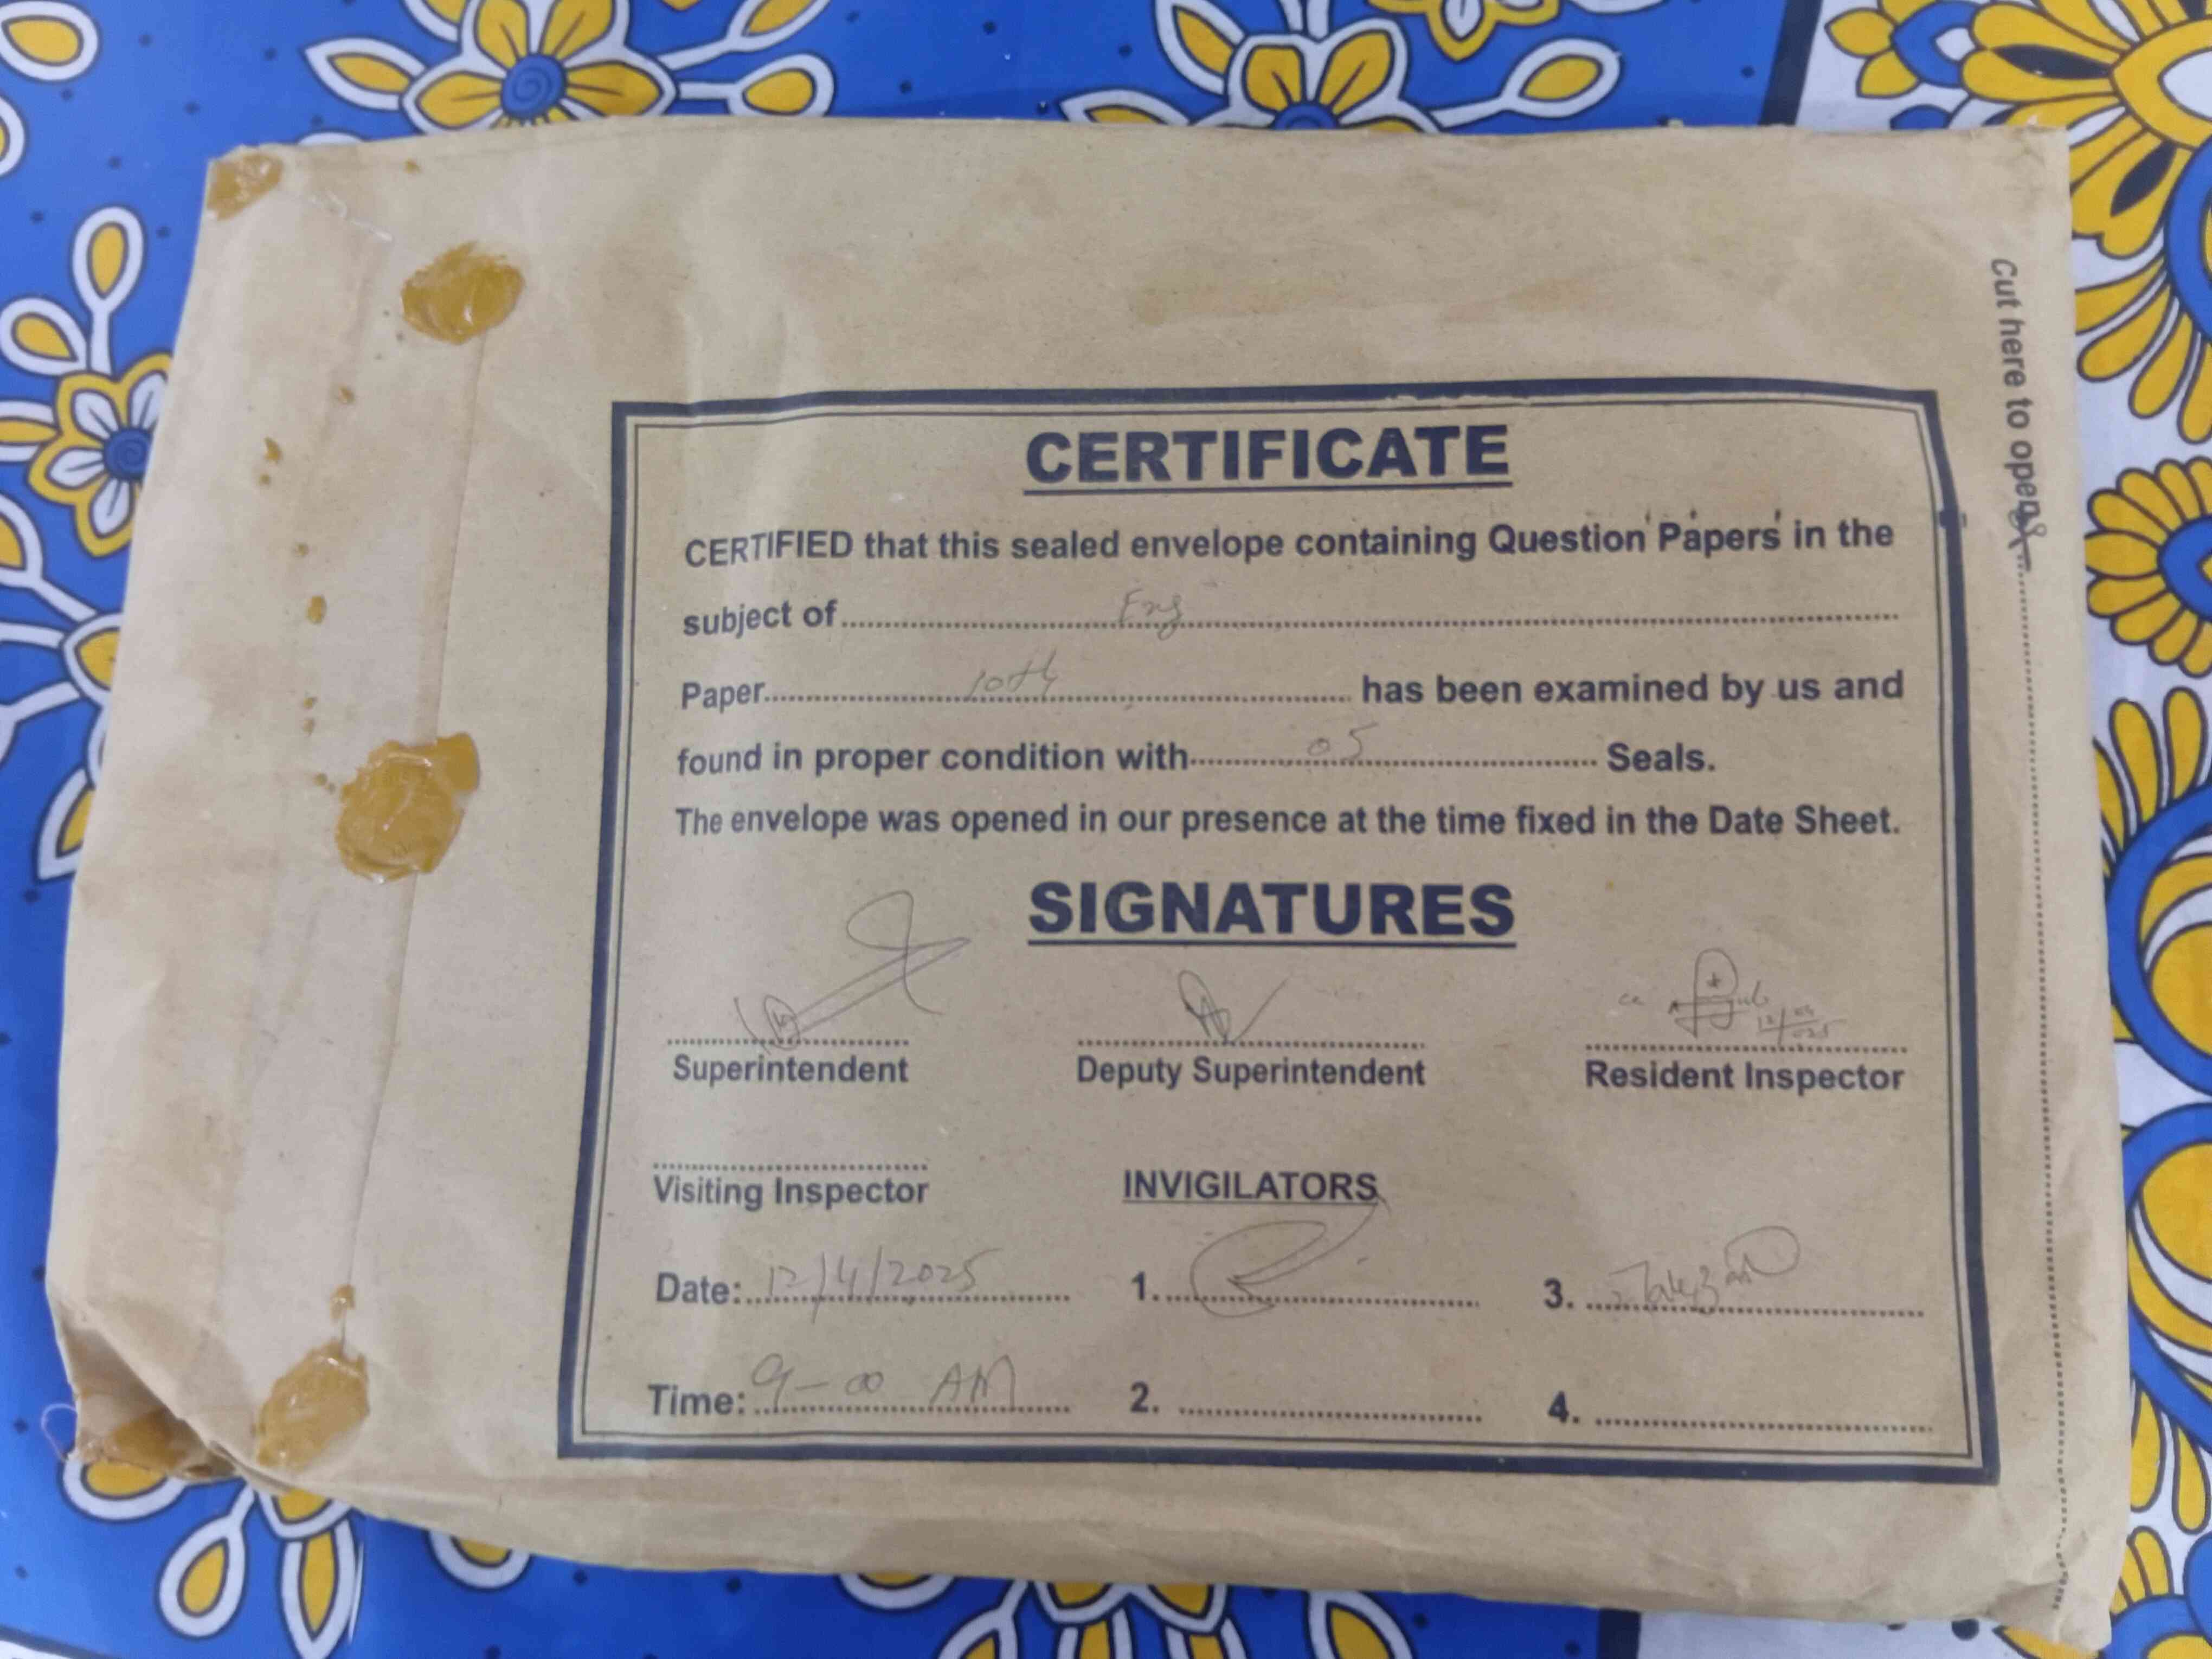 Cut here to open
CERTIFICATE
CERTIFIED that this sealed envelope containing Question Papers in the
subject of Eng
Paper 10th has been examined by us and
found in proper condition with 05 Seals.
The envelope was opened in our presence at the time fixed in the Date Sheet.
SIGNATURES
Superintendent Deputy Superintendent Resident Inspector
Visiting Inspector INVIGILATORS
Date: 12/4/2025 1. 3.
Time: 9-00 AM 2. 4.